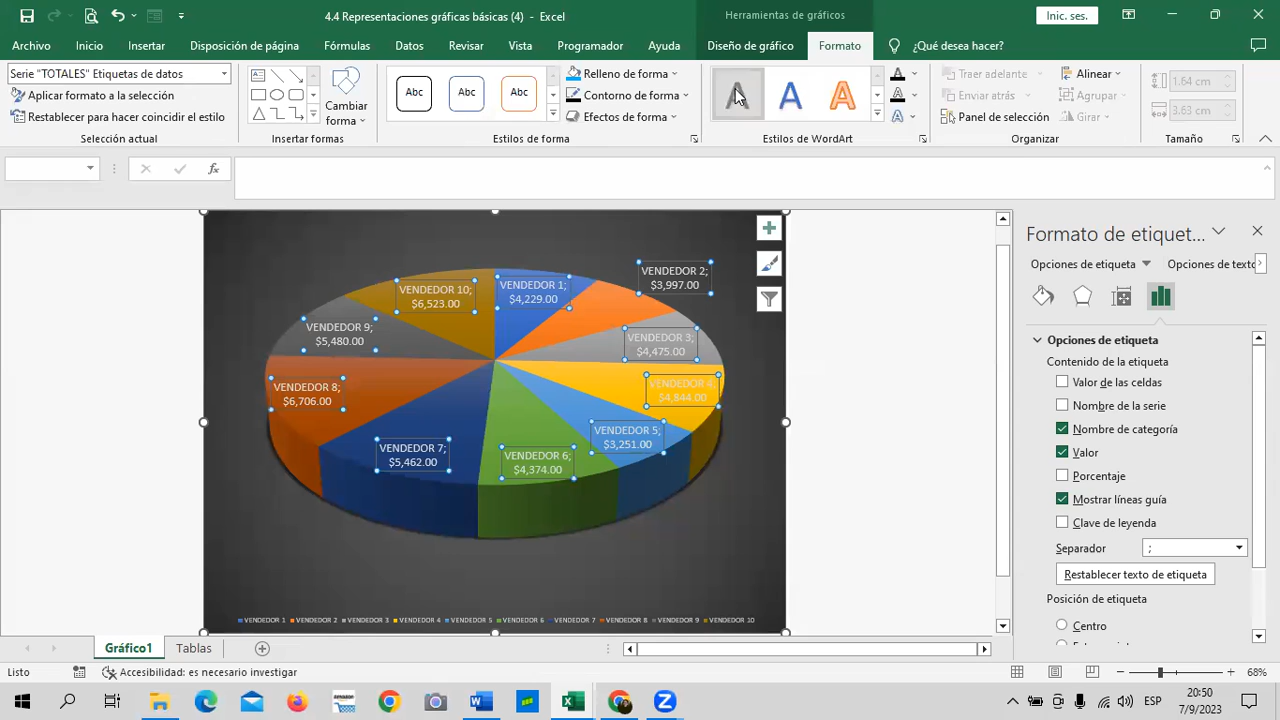 4.4) Representaciones gráficas básicas (4) - Excel
Herramientas de gráficos
Inic. ses.
Archivo Inicio Insertar Disposición de página Fórmulas Datos Revisar Vista Programador Ayuda Diseño de gráfico Formato ¿Qué desea hacer?
Serie "TOTALES" Etiquetas de datos
Aplicar formato a la selección
Restablecer para hacer coincidir el estilo
Selección actual
Cambiar
forma
Insertar formas
Abc Abc Abc
Relleno de forma
Contorno de forma
Efectos de forma
Estilos de forma
A A A
Estilos de WordArt
Traer adelante
Enviar atrás
Panel de selección
Alinear
Agrupar
Girar
Organizar
1.64 cm
3.63 cm
Tamaño
fx
VENDEDOR 10;
$6,523.00
VENDEDOR 1;
$4,229.00
VENDEDOR 2;
$3,997.00
VENDEDOR 9;
$5,480.00
VENDEDOR 3;
$4,475.00
VENDEDOR 8;
$6,706.00
VENDEDOR 4;
$4,844.00
VENDEDOR 7;
$5,462.00
VENDEDOR 6;
$4,374.00
VENDEDOR 5;
$3,251.00
VENDEDOR 1 VENDEDOR 2 VENDEDOR 3 VENDEDOR 4 VENDEDOR 5 VENDEDOR 6 VENDEDOR 7 VENDEDOR 8 VENDEDOR 9 VENDEDOR 10
Formato de etiquet...
Opciones de etiqueta Opciones de texto
Opciones de etiqueta
Contenido de la etiqueta
Valor de las celdas
Nombre de la serie
Nombre de categoría
Valor
Porcentaje
Mostrar líneas guía
Clave de leyenda
Separador ;
Restablecer texto de etiqueta
Posición de etiqueta
Centro
Gráfico1 Tablas
Listo Accesibilidad: es necesario investigar 68%
ESP
20:50
7/9/2023